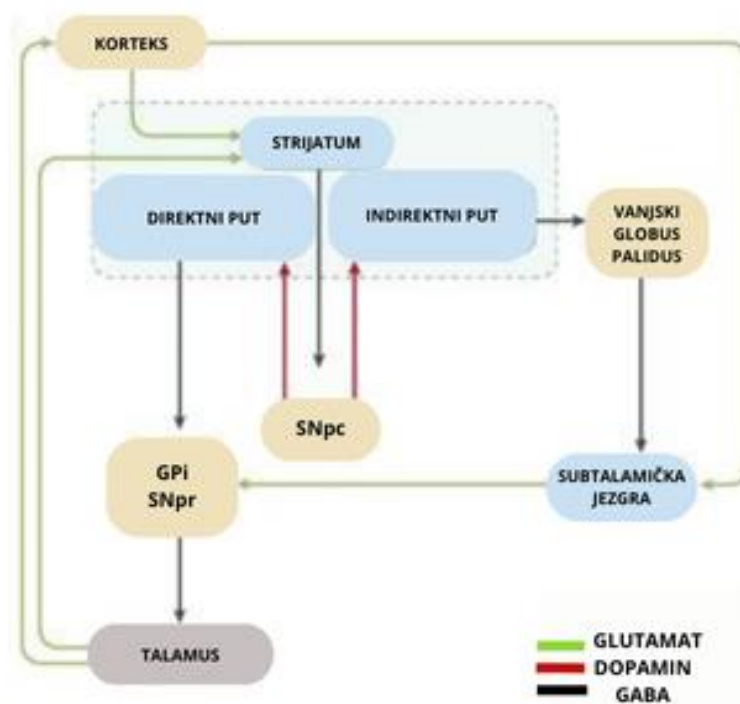 KORTEKS
STRIJATUM
DIREKTNI PUT
INDIREKTNI PUT
VANJSKI
GLOBUS
PALIDUS
SNpc
GPi
SNpr
SUBTALAMIČKA
JEZGRA
TALAMUS
GLUTAMAT
DOPAMIN
GABA